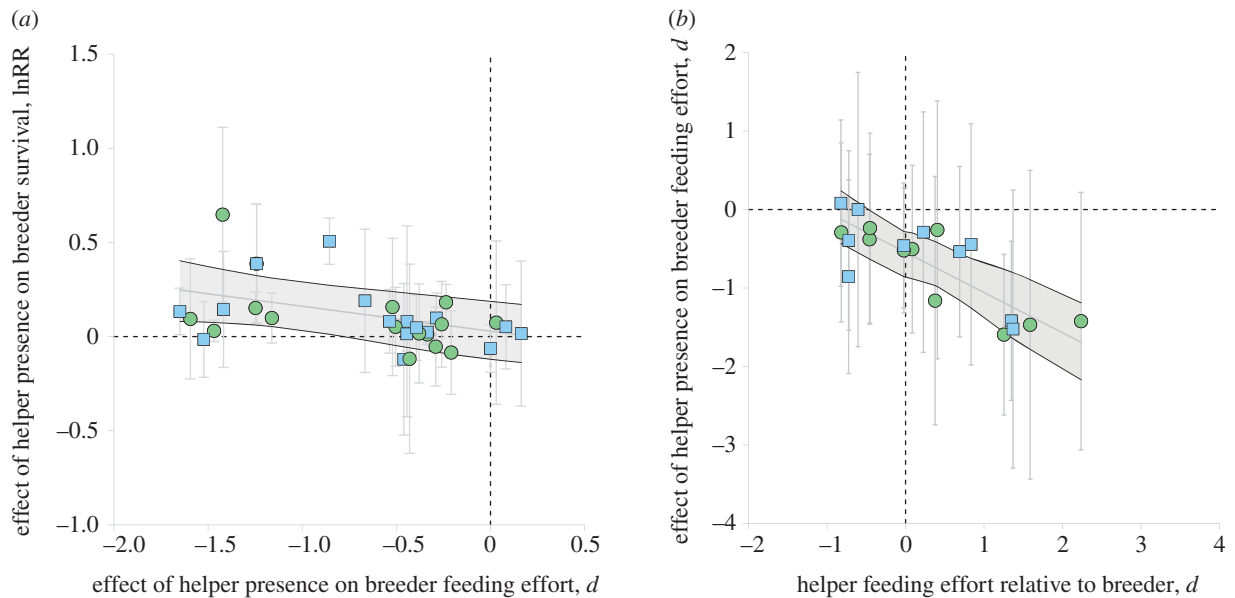 (a)
effect of helper presence on breeder survival, lnRR
1.5
1.0
0.5
0
–0.5
–1.0
–2.0 –1.5 –1.0 –0.5 0 0.5
effect of helper presence on breeder feeding effort, d
(b)
effect of helper presence on breeder feeding effort, d
2
1
0
–1
–2
–3
–4
–2 –1 0 1 2 3 4
helper feeding effort relative to breeder, d